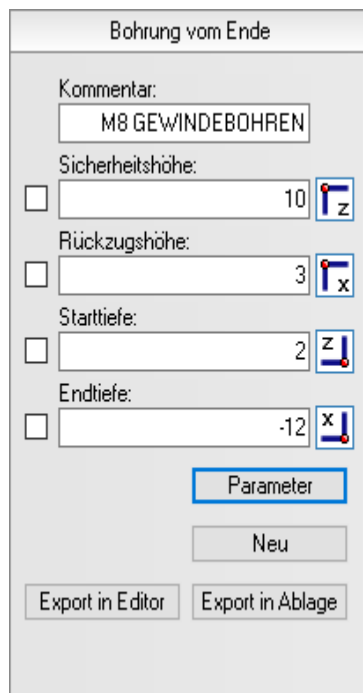 Bohrung vom Ende
Kommentar:
M8 GEWINDEBOHREN
Sicherheitshöhe:
10
z
Rückzugshöhe:
3
x
Starttiefe:
2
z
Endtiefe:
-12
x
Parameter
Neu
Export in Editor Export in Ablage